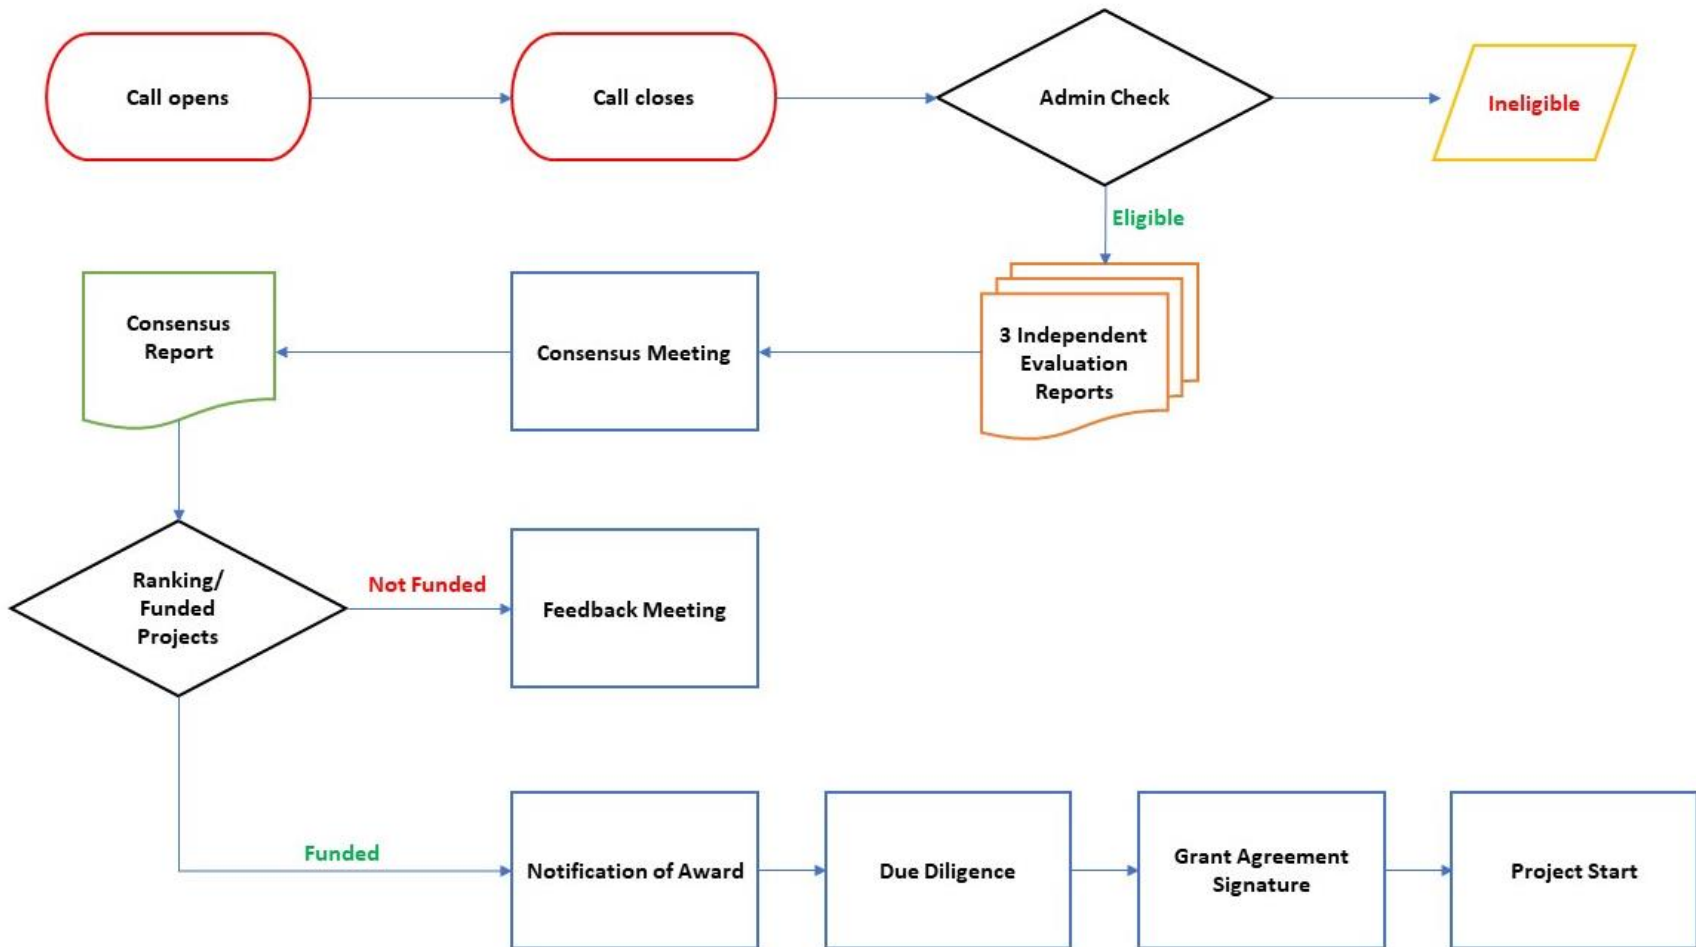 Call opens
Call closes
Admin Check
Ineligible
Eligible
Consensus
Report
Consensus Meeting
3 Independent
Evaluation
Reports
Ranking/
Funded
Projects
Not Funded
Feedback Meeting
Funded
Notification of Award
Due Diligence
Grant Agreement
Signature
Project Start